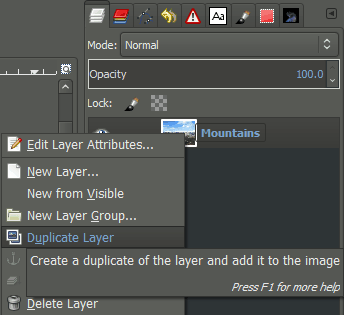 Aa
Mode: Normal
Opacity 100.0
Lock:
Mountains
Edit Layer Attributes...
New Layer...
New from Visible
New Layer Group...
Duplicate Layer
Create a duplicate of the layer and add it to the image
Press F1 for more help
Delete Layer